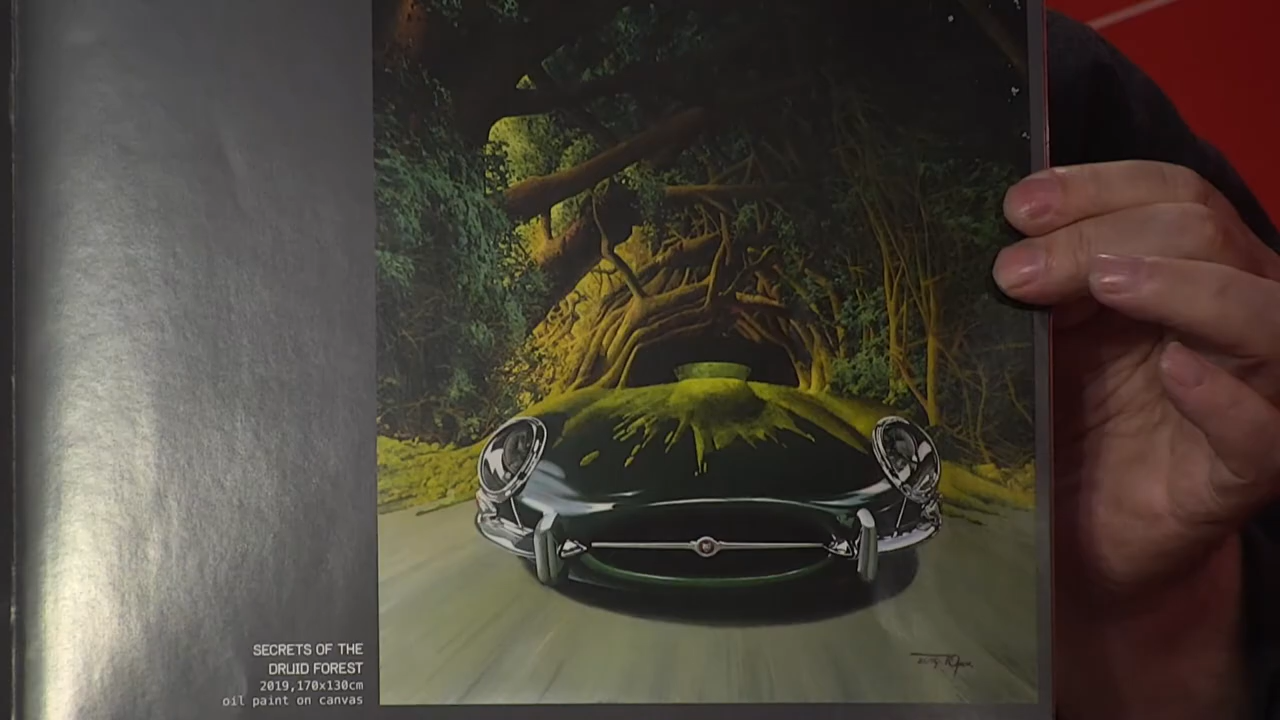 SECRETS OF THE
DRUID FOREST
2019,170x130cm
oil paint on canvas